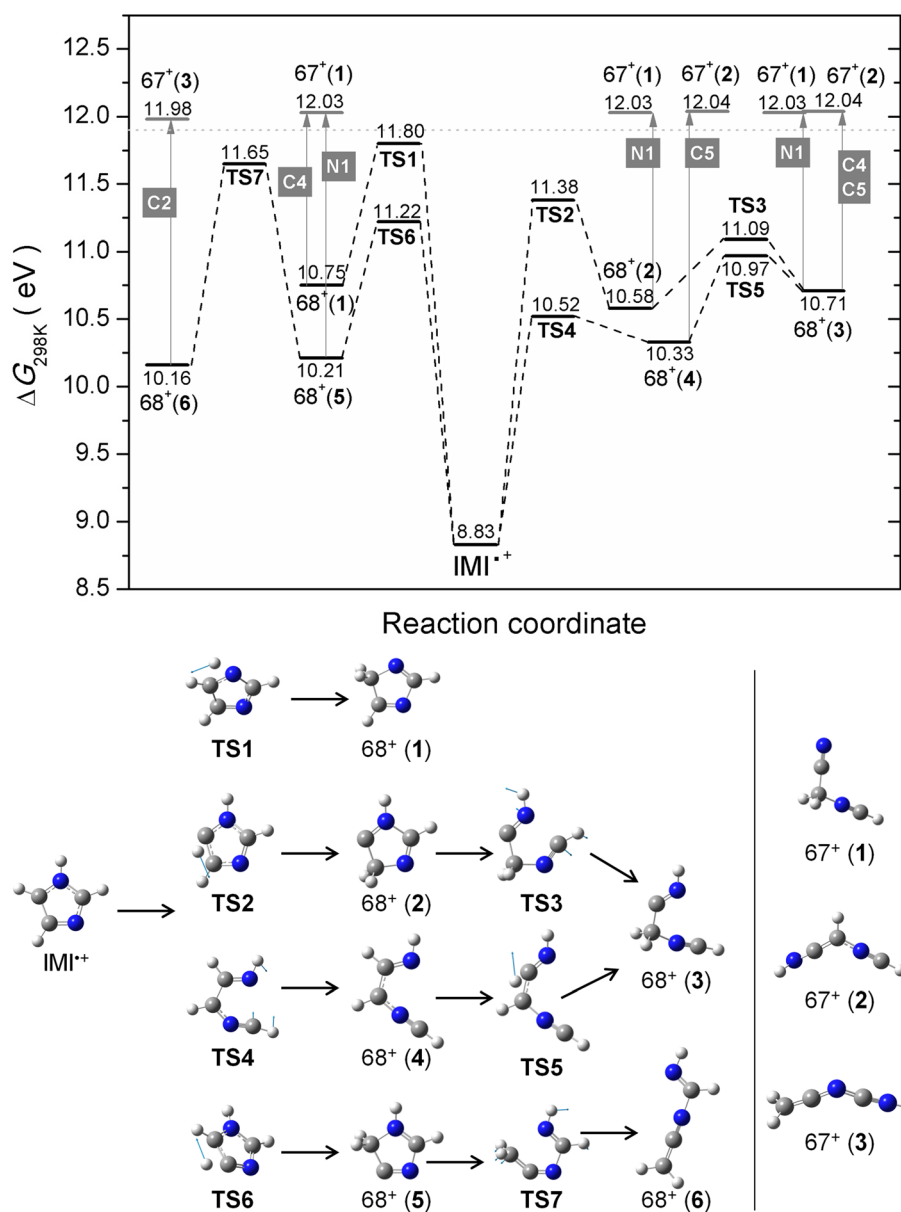 12.5
12.0
11.5
11.0
10.5
10.0
9.5
9.0
8.5
ΔG298K ( eV )
67+(3)
11.98
67+(1)
12.03
67+(1)
12.03
67+(2)
12.04
67+(1)
12.03
67+(2)
12.04
C2
C4
N1
N1
C5
N1
C4
C5
11.65
TS7
11.80
TS1
11.22
TS6
11.38
TS2
11.09
TS3
10.97
TS5
10.75
68+(1)
68+(2)
10.58
10.52
TS4
10.71
68+(3)
10.33
68+(4)
10.16
68+(6)
10.21
68+(5)
8.83
IMI•+
Reaction coordinate
TS1
68+ (1)
TS2
68+ (2)
TS3
IMI•+
68+ (3)
TS4
68+ (4)
TS5
TS6
68+ (5)
TS7
68+ (6)
67+ (1)
67+ (2)
67+ (3)